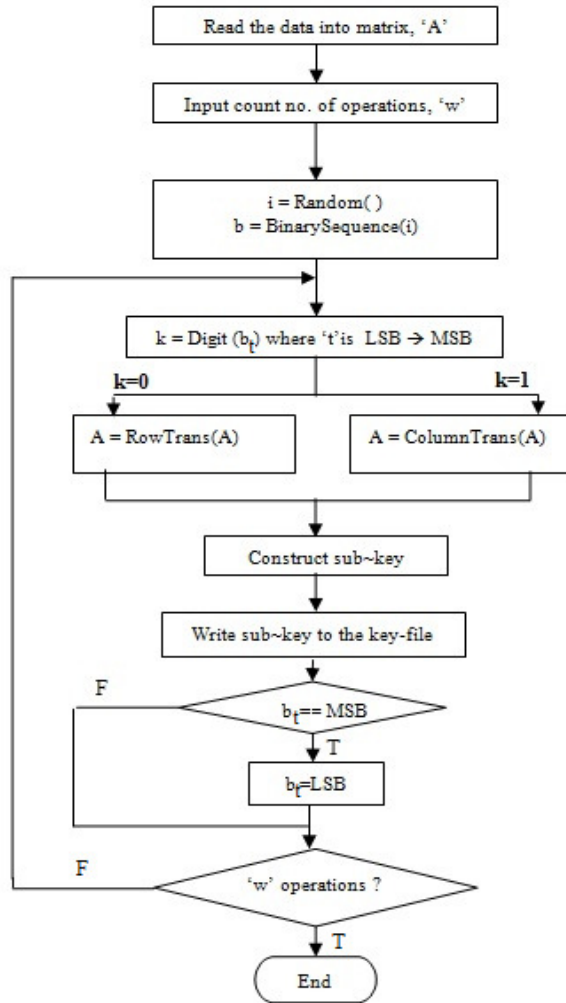 Read the data into matrix, ‘A’
Input count no. of operations, ‘w’
i = Random( )
b = BinarySequence(i)
k = Digit (bt) where ‘t’is LSB → MSB
k=0
k=1
A = RowTrans(A)
A = ColumnTrans(A)
Construct sub~key
Write sub~key to the key-file
F
bt== MSB
T
bt=LSB
F
‘w’ operations ?
T
End